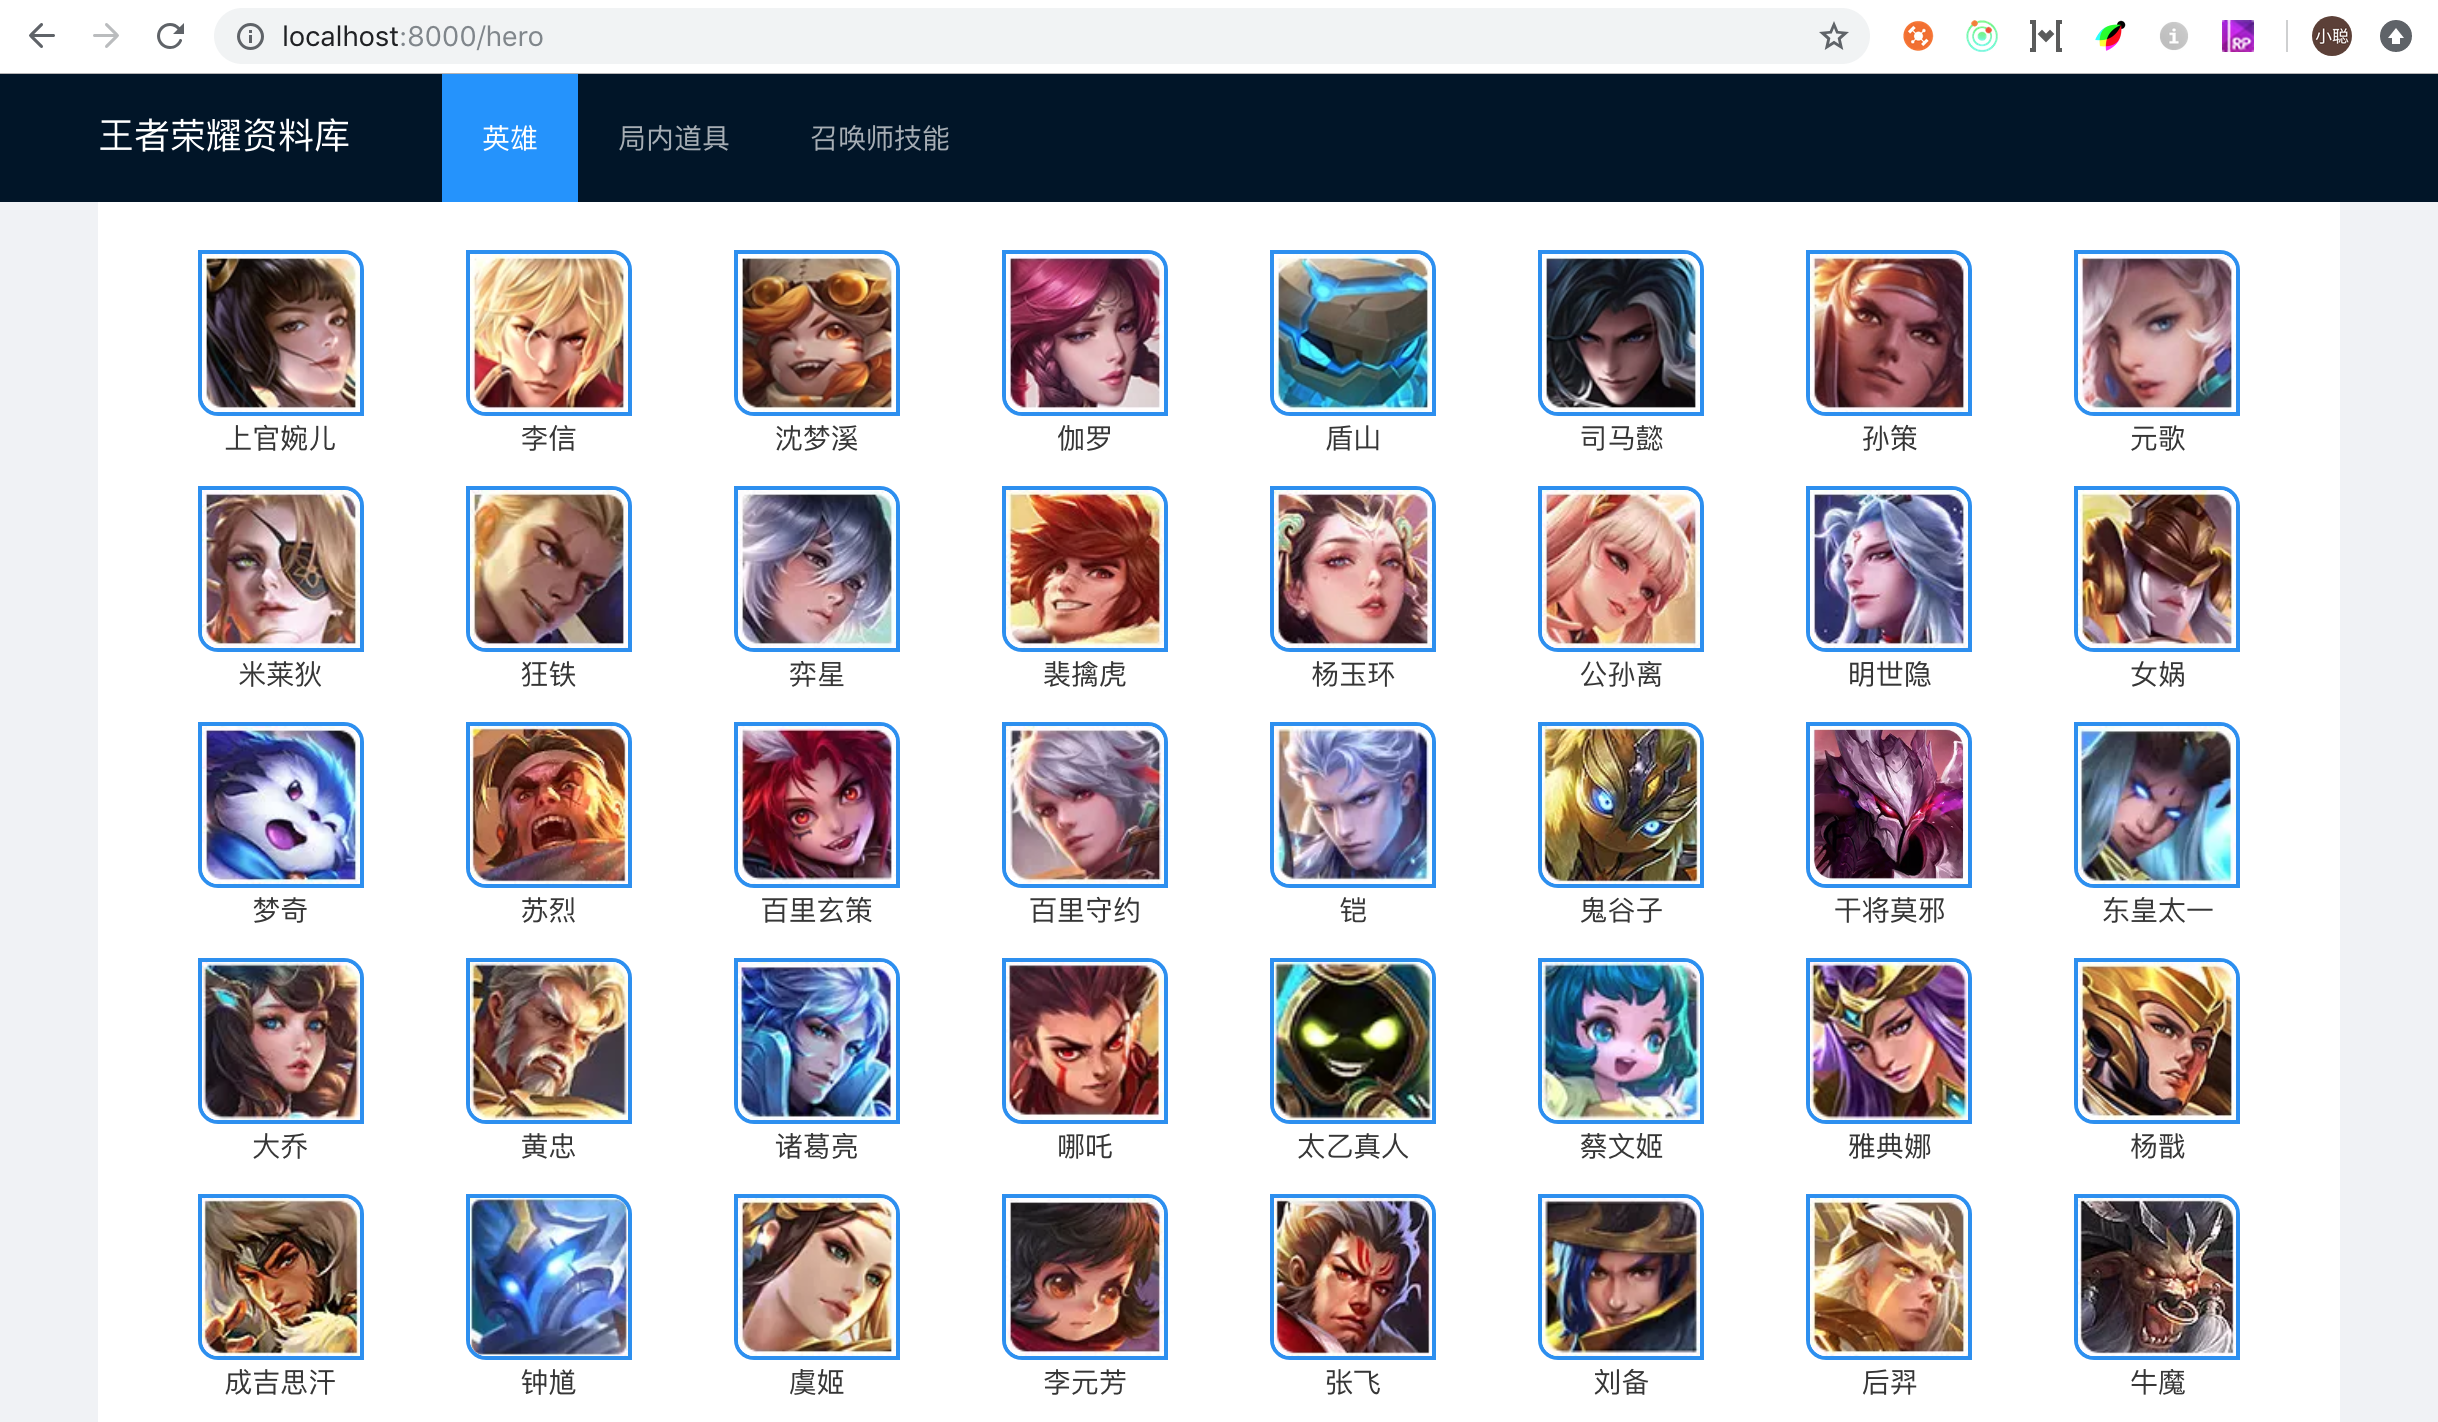 localhost:8000/hero
小聪
RP
王者荣耀资料库 英雄 局内道具 召唤师技能
上官婉儿 李信 沈梦溪 伽罗 盾山 司马懿 孙策 元歌
米莱狄 狂铁 弈星 裴擒虎 杨玉环 公孙离 明世隐 女娲
梦奇 苏烈 百里玄策 百里守约 铠 鬼谷子 干将莫邪 东皇太一
大乔 黄忠 诸葛亮 哪吒 太乙真人 蔡文姬 雅典娜 杨戬
成吉思汗 钟馗 虞姬 李元芳 张飞 刘备 后羿 牛魔